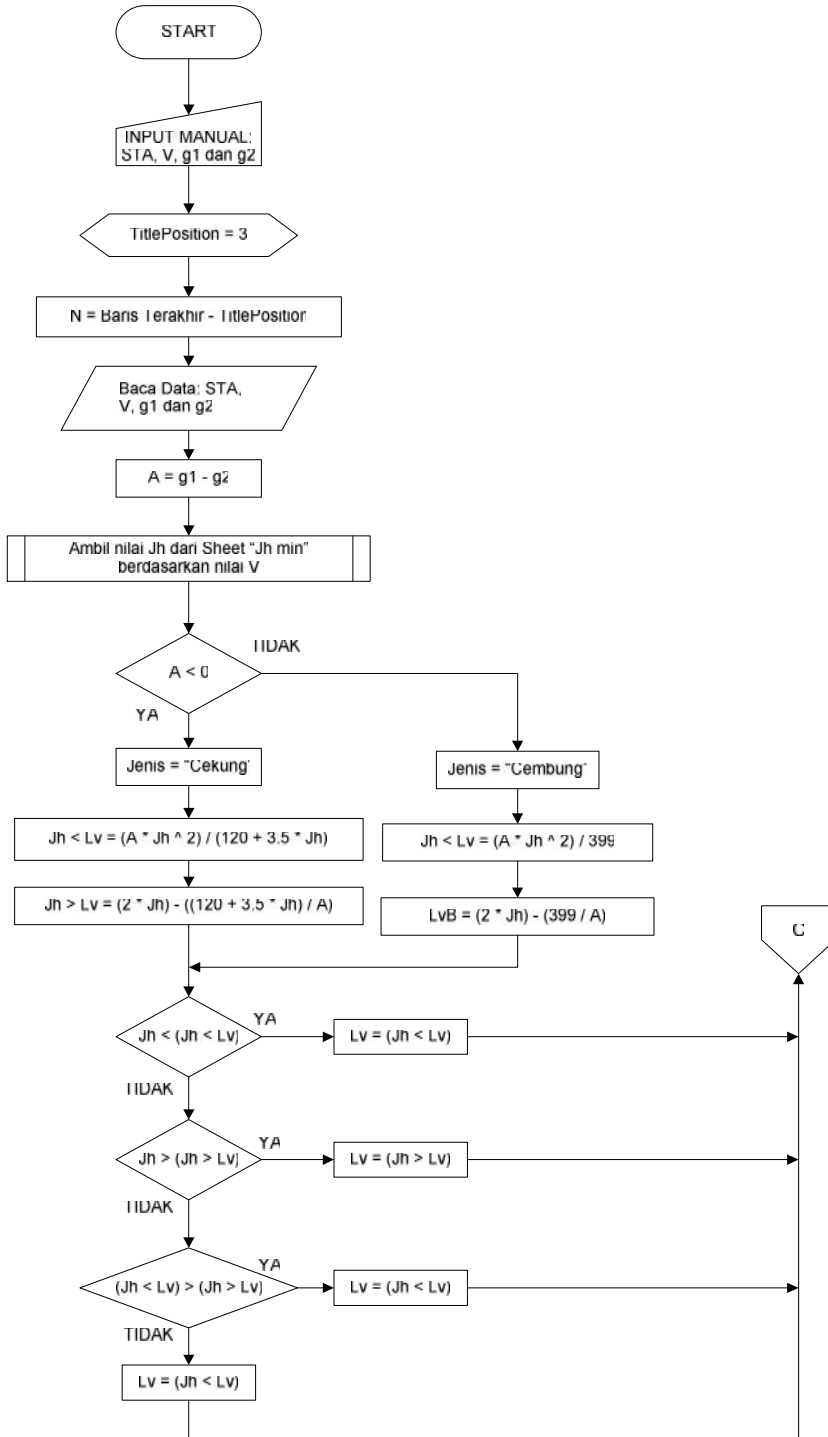 START
INPUT MANUAL:
STA, V, g1 dan g2
TitlePosition = 3
N = Baris Terakhir - TitlePosition
Baca Data: STA,
V, g1 dan g2
A = g1 - g2
Ambil nilai Jh dari Sheet "Jh min"
berdasarkan nilai V
A < 0
TIDAK
YA
Jenis = "Cekung"
Jenis = "Cembung"
Jh < Lv = (A * Jh ^ 2) / (120 + 3.5 * Jh)
Jh < Lv = (A * Jh ^ 2) / 399
Jh > Lv = (2 * Jh) - ((120 + 3.5 * Jh) / A)
LvB = (2 * Jh) - (399 / A)
C
Jh < (Jh < Lv)
YA
Lv = (Jh < Lv)
TIDAK
Jh > (Jh > Lv)
YA
Lv = (Jh > Lv)
TIDAK
(Jh < Lv) > (Jh > Lv)
YA
Lv = (Jh < Lv)
TIDAK
Lv = (Jh < Lv)